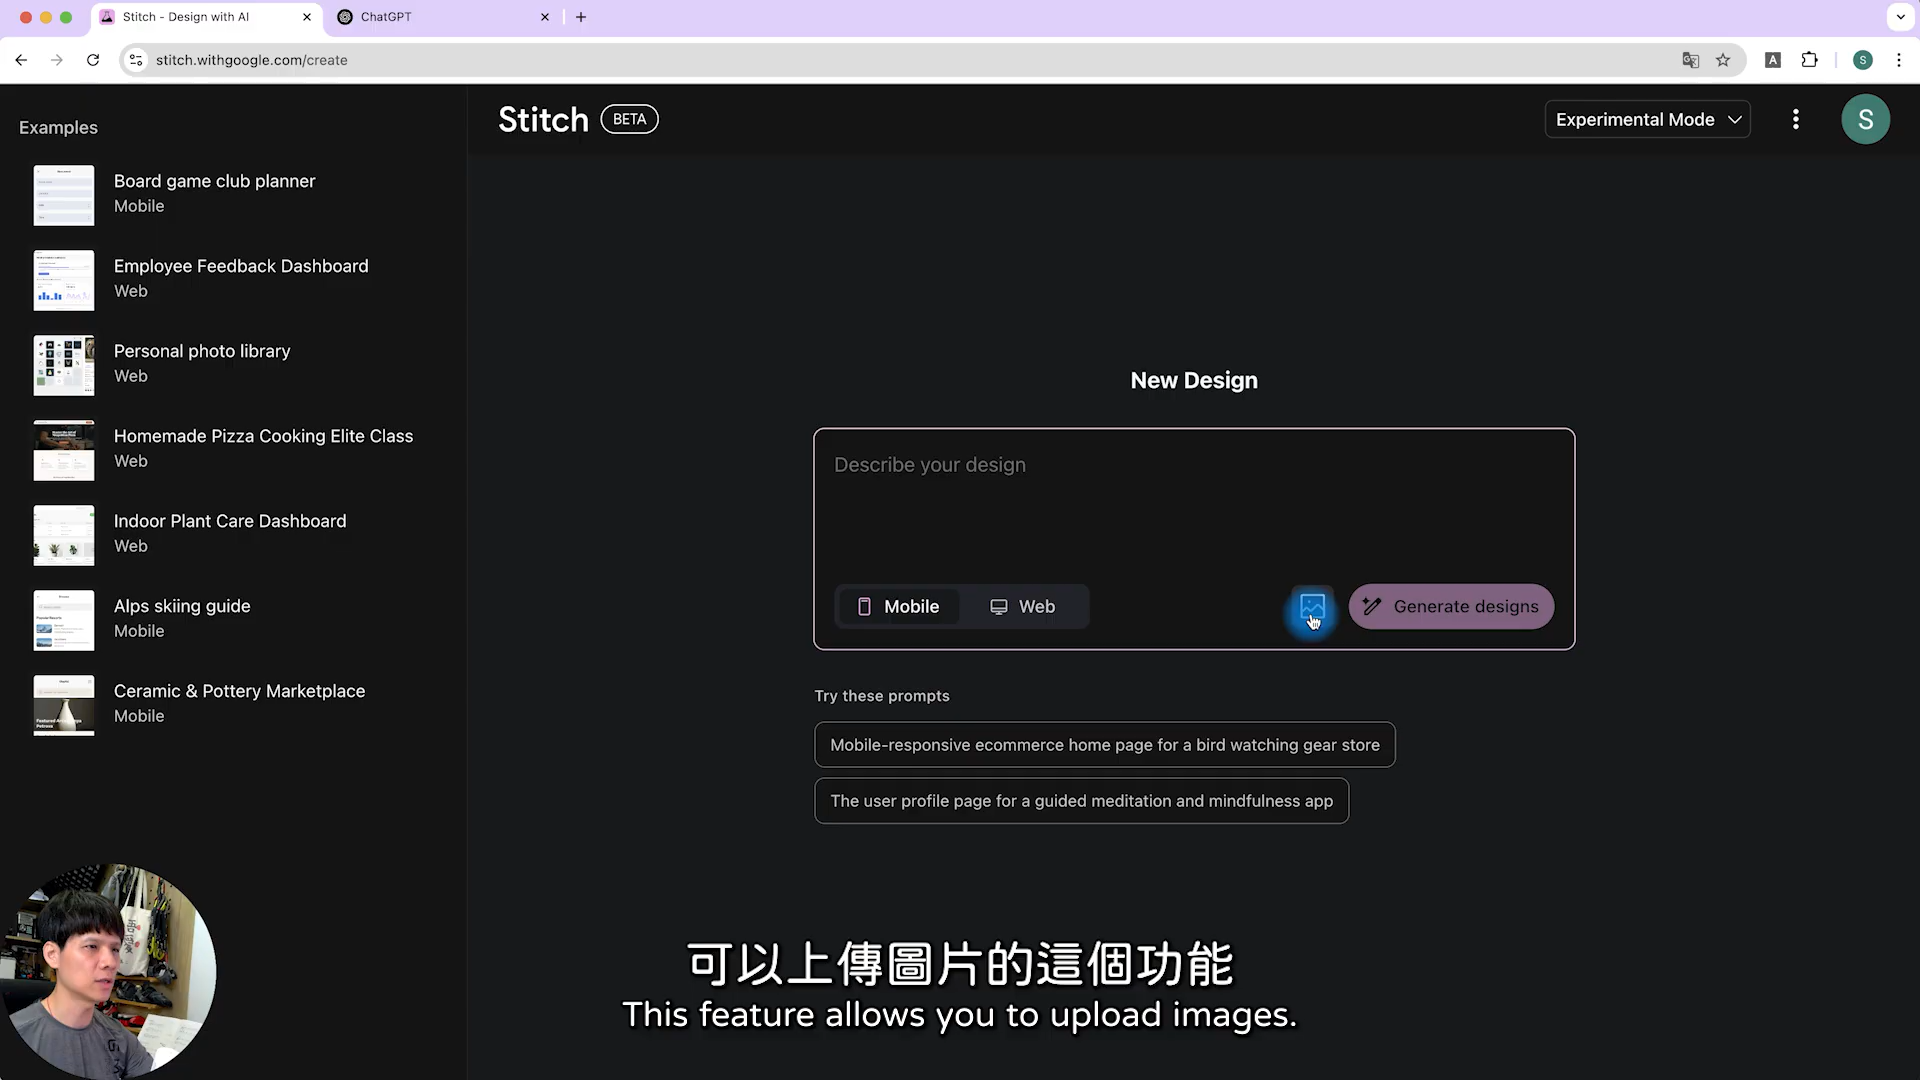 Stitch - Design with AI
ChatGPT
stitch.withgoogle.com/create
A
S
Examples
Board game club planner
Mobile
Employee Feedback Dashboard
Web
Personal photo library
Web
Homemade Pizza Cooking Elite Class
Web
Indoor Plant Care Dashboard
Web
Alps skiing guide
Mobile
Ceramic & Pottery Marketplace
Mobile
Stitch BETA
Experimental Mode
S
New Design
Describe your design
Mobile
Web
Generate designs
Try these prompts
Mobile-responsive ecommerce home page for a bird watching gear store
The user profile page for a guided meditation and mindfulness app
可以上傳圖片的這個功能
This feature allows you to upload images.